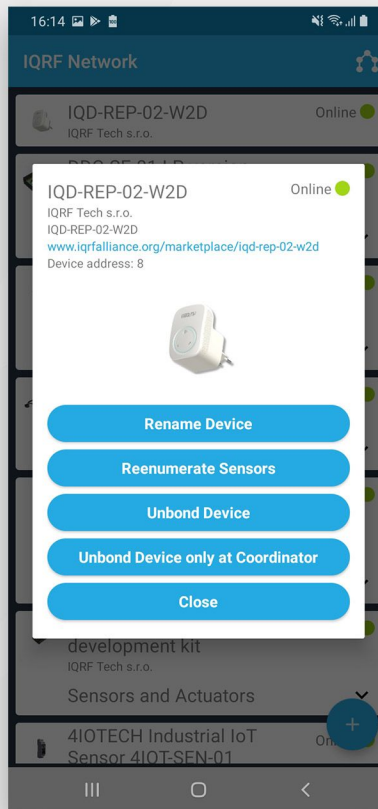 16:14
IQRF Network
IQD-REP-02-W2D
Online
IQRF Tech s.r.o.
IQD-REP-02-W2D
Online
IQRF Tech s.r.o.
IQD-REP-02-W2D
www.iqrfalliance.org/marketplace/iqd-rep-02-w2d
Device address: 8
Rename Device
Reenumerate Sensors
Unbond Device
Unbond Device only at Coordinator
Close
development kit
IQRF Tech s.r.o.
Sensors and Actuators
4IOTECH Industrial IoT
Sensor 4IOT-SEN-01